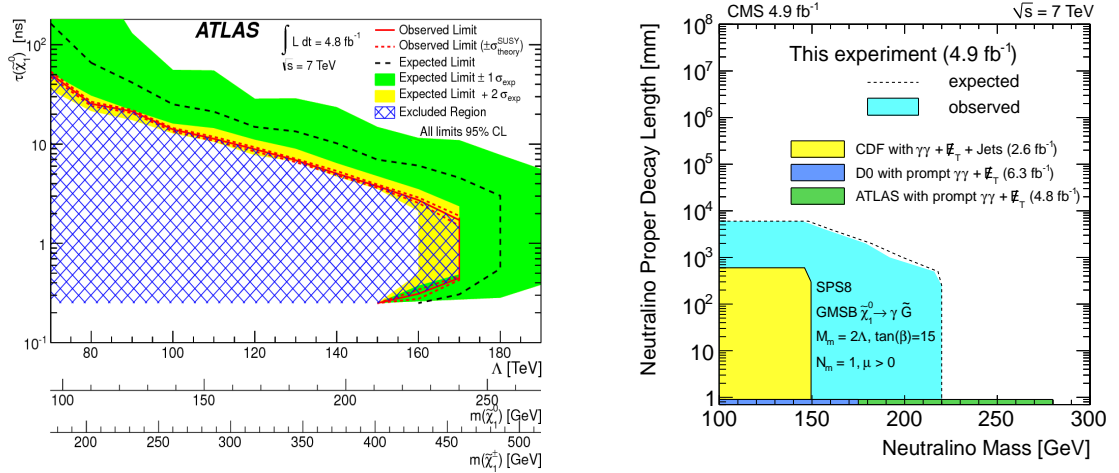 ATLAS
∫ L dt = 4.8 fb⁻¹
√s = 7 TeV
Observed Limit
Observed Limit (±σ^SUSY_theory)
Expected Limit
Expected Limit ± 1 σ_exp
Expected Limit + 2 σ_exp
Excluded Region
All limits 95% CL
τ(χ̃⁰₁) [ns]
10²
10
1
10⁻¹
80 100 120 140 160 180
Λ [TeV]
100 150 200 250
m(χ̃⁰₁) [GeV]
200 250 300 350 400 450 500
m(χ̃±₁) [GeV]
CMS 4.9 fb⁻¹
√s = 7 TeV
This experiment (4.9 fb⁻¹)
expected
observed
CDF with γγ + E̸_T + Jets (2.6 fb⁻¹)
D0 with prompt γγ + E̸_T (6.3 fb⁻¹)
ATLAS with prompt γγ + E̸_T (4.8 fb⁻¹)
SPS8
GMSB χ̃⁰₁→ γ G̃
M_m = 2Λ, tan(β)=15
N_m = 1, μ > 0
Neutralino Proper Decay Length [mm]
10⁹
10⁸
10⁷
10⁶
10⁵
10⁴
10³
10²
10
1
100 150 200 250 300
Neutralino Mass [GeV]